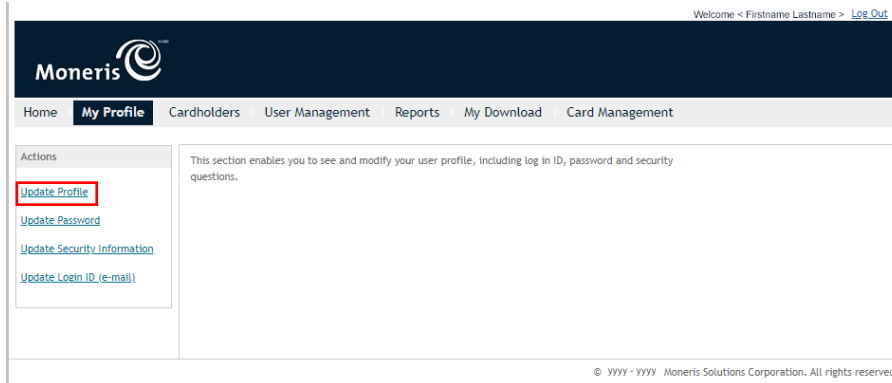 Welcome < Firstname Lastname > Log Out
Moneris
Home My Profile Cardholders User Management Reports My Download Card Management
Actions
Update Profile
Update Password
Update Security Information
Update Login ID (e-mail)
This section enables you to see and modify your user profile, including log in ID, password and security
questions.
© yyyy - yyyy Moneris Solutions Corporation. All rights reserve